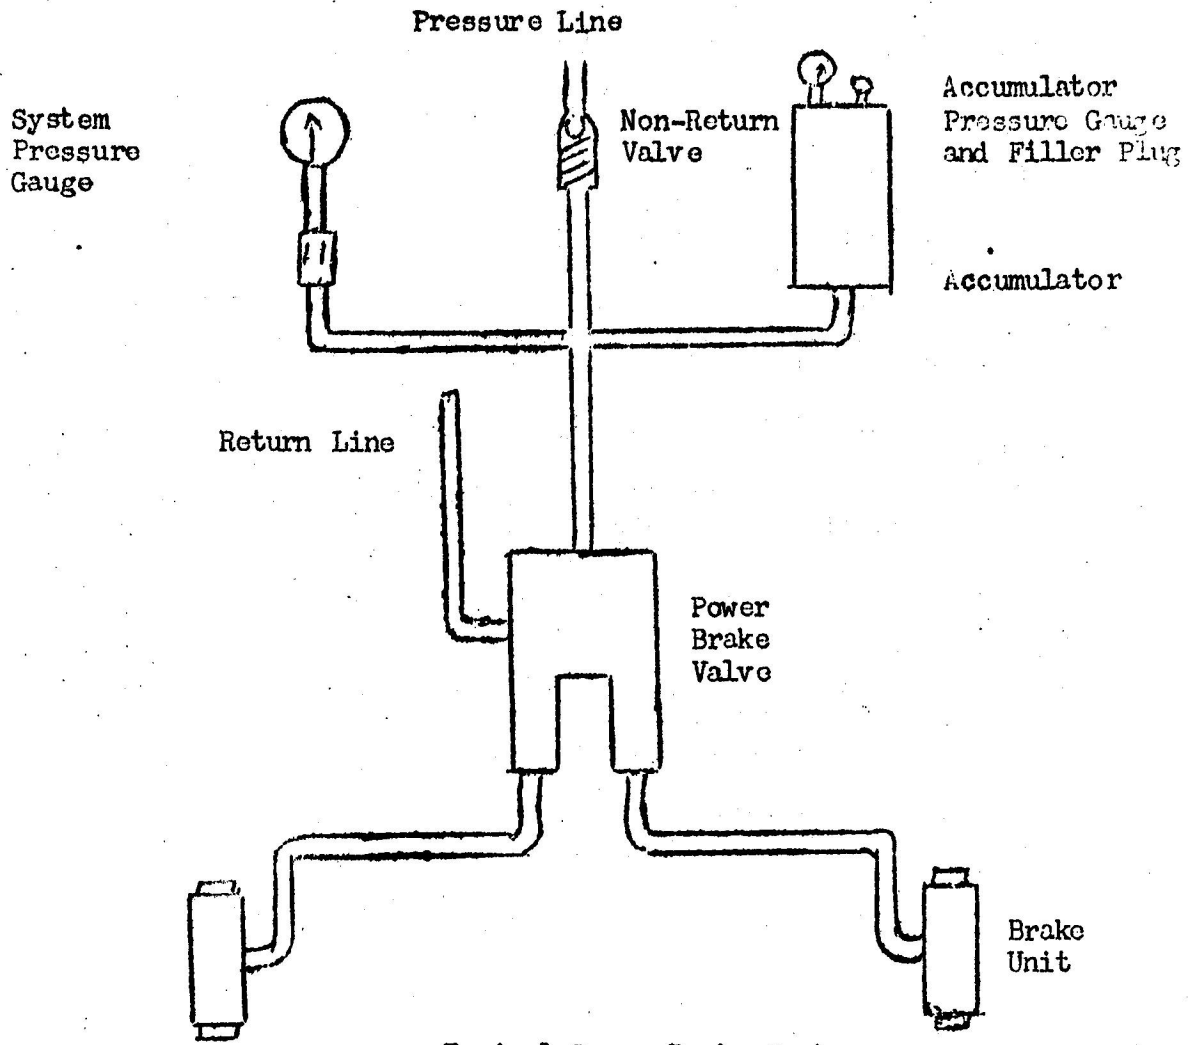 Pressure Line
System
Pressure
Gauge
Non-Return
Valve
Accumulator
Pressure Gauge
and Filler Plug
Accumulator
Return Line
Power
Brake
Valve
Brake
Unit